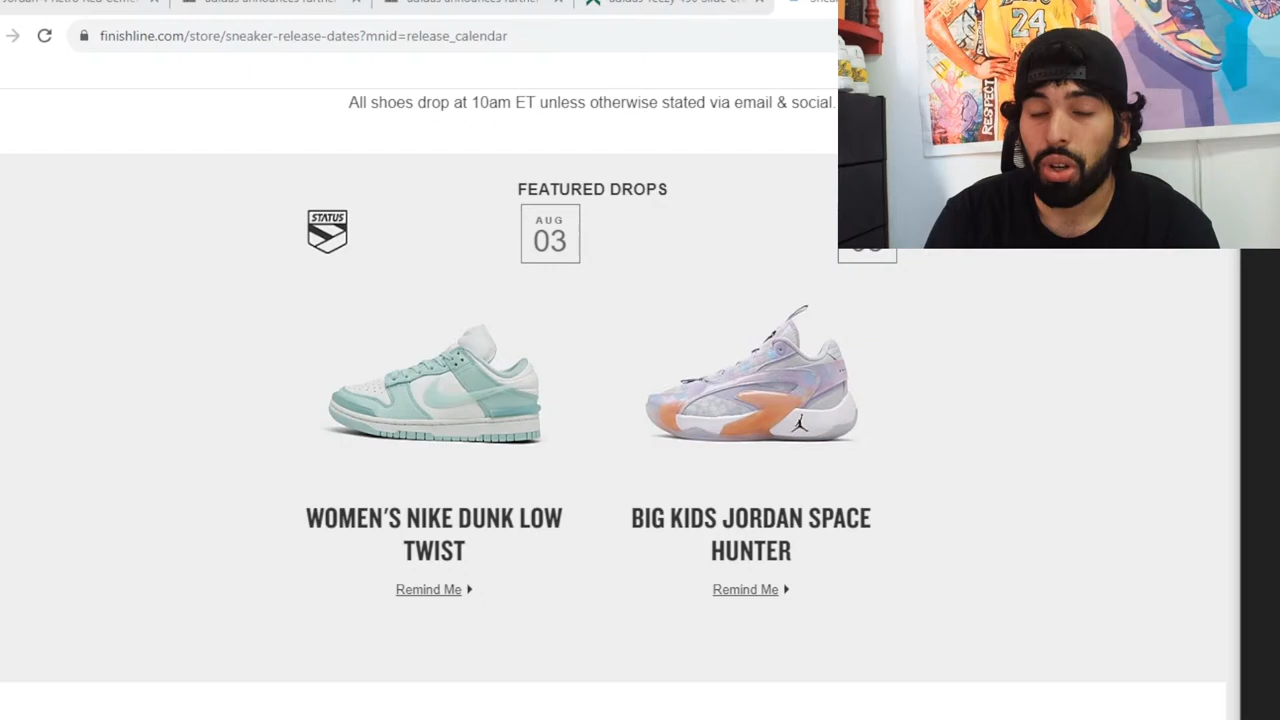 finishline.com/store/sneaker-release-dates?mnid=release_calendar
All shoes drop at 10am ET unless otherwise stated via email & social.
RESPECT
24
FEATURED DROPS
STATUS
AUG
03
WOMEN'S NIKE DUNK LOW
TWIST
Remind Me
BIG KIDS JORDAN SPACE
HUNTER
Remind Me